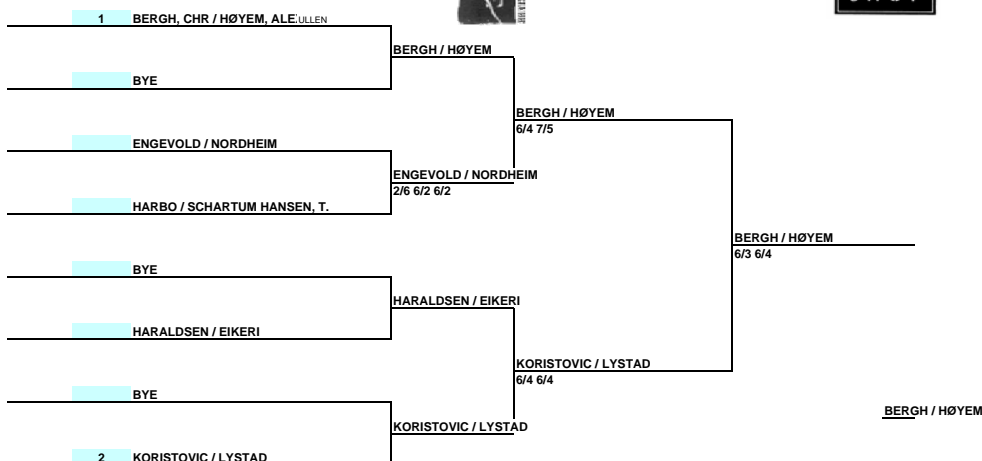 1 BERGH, CHR / HØYEM, ALE ULLEN
BERGH / HØYEM
BYE
BERGH / HØYEM
6/4 7/5
ENGEVOLD / NORDHEIM
ENGEVOLD / NORDHEIM
2/6 6/2 6/2
HARBO / SCHARTUM HANSEN, T.
BERGH / HØYEM
6/3 6/4
BYE
HARALDSEN / EIKERI
HARALDSEN / EIKERI
KORISTOVIC / LYSTAD
6/4 6/4
BYE
BERGH / HØYEM
KORISTOVIC / LYSTAD
2 KORISTOVIC / LYSTAD